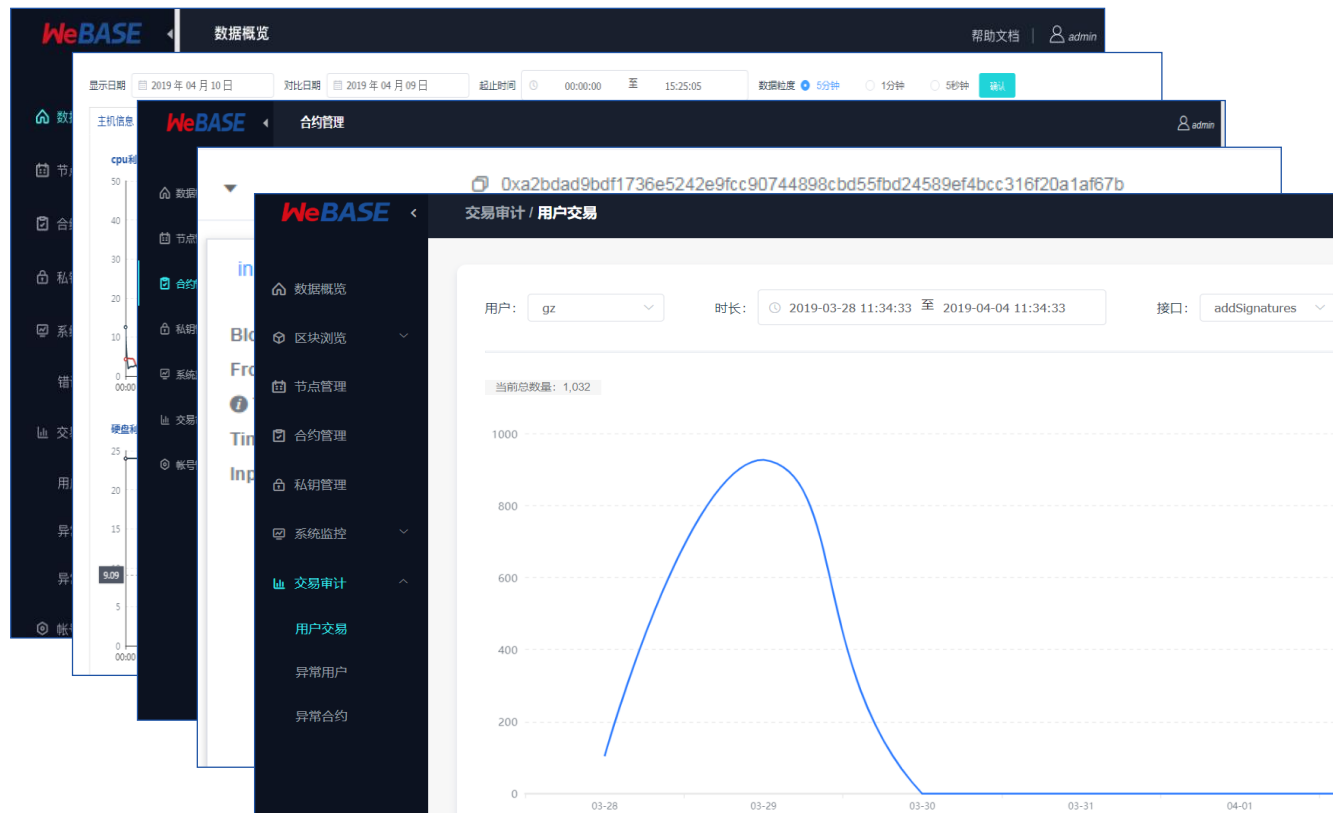 WeBASE
数据概览
帮助文档
admin
显示日期 2019 年 04 月 10 日 对比日期 2019 年 04 月 09 日 起止时间 00:00:00 至 15:25:05 数据粒度 5分钟 1分钟 5秒钟 确认
主机信息
cpu利
50
40
30
20
10
0
00:00
硬盘利
25
20
15
9.09
5
0
00:00
WeBASE
合约管理
admin
0xa2bdad9bdf1736e5242e9fcc90744898cbd55fbd24589ef4bcc316f20a1af67b
WeBASE
交易审计 / 用户交易
数据概览
区块浏览
节点管理
合约管理
私钥管理
系统监控
交易审计
用户交易
异常用户
异常合约
用户: gz 时长: 2019-03-28 11:34:33 至 2019-04-04 11:34:33 接口: addSignatures
当前总数量: 1,032
1000
800
600
400
200
0
03-28 03-29 03-30 03-31 04-01